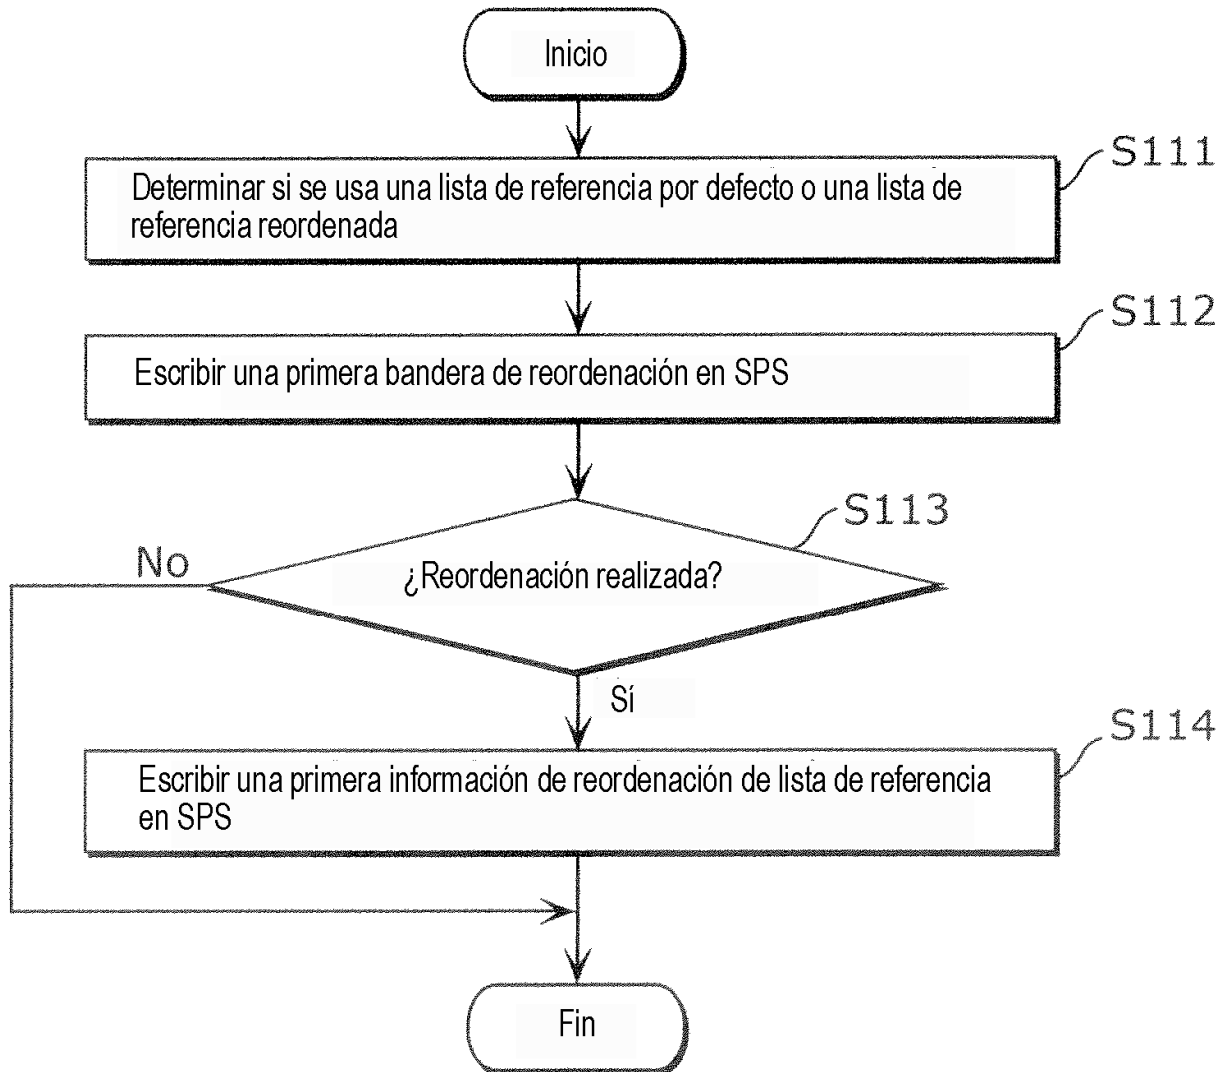 Inicio
S111
Determinar si se usa una lista de referencia por defecto o una lista de
referencia reordenada
S112
Escribir una primera bandera de reordenación en SPS
S113
No
¿Reordenación realizada?
Sí
S114
Escribir una primera información de reordenación de lista de referencia
en SPS
Fin